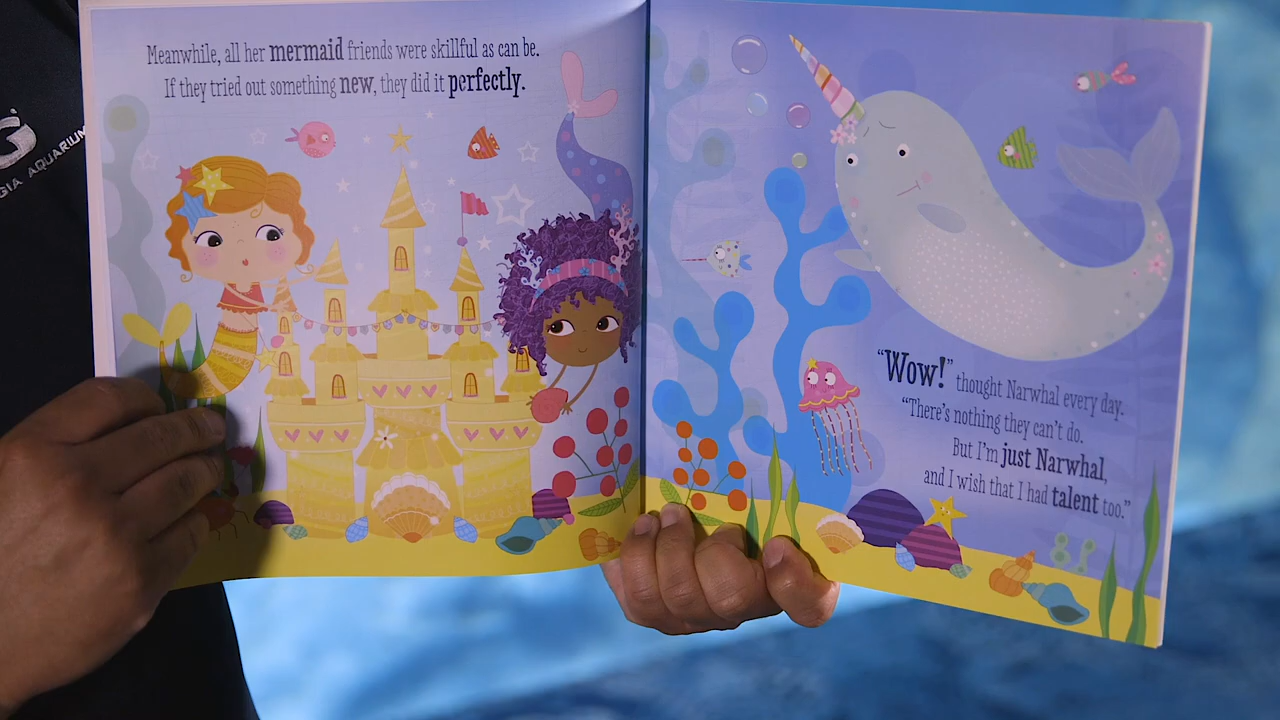 Meanwhile, all her mermaid friends were skillful as can be.
If they tried out something new, they did it perfectly.
"Wow!" thought Narwhal every day.
"There's nothing they can't do.
But I'm just Narwhal,
and I wish that I had talent too."
GIA AQUARIUM